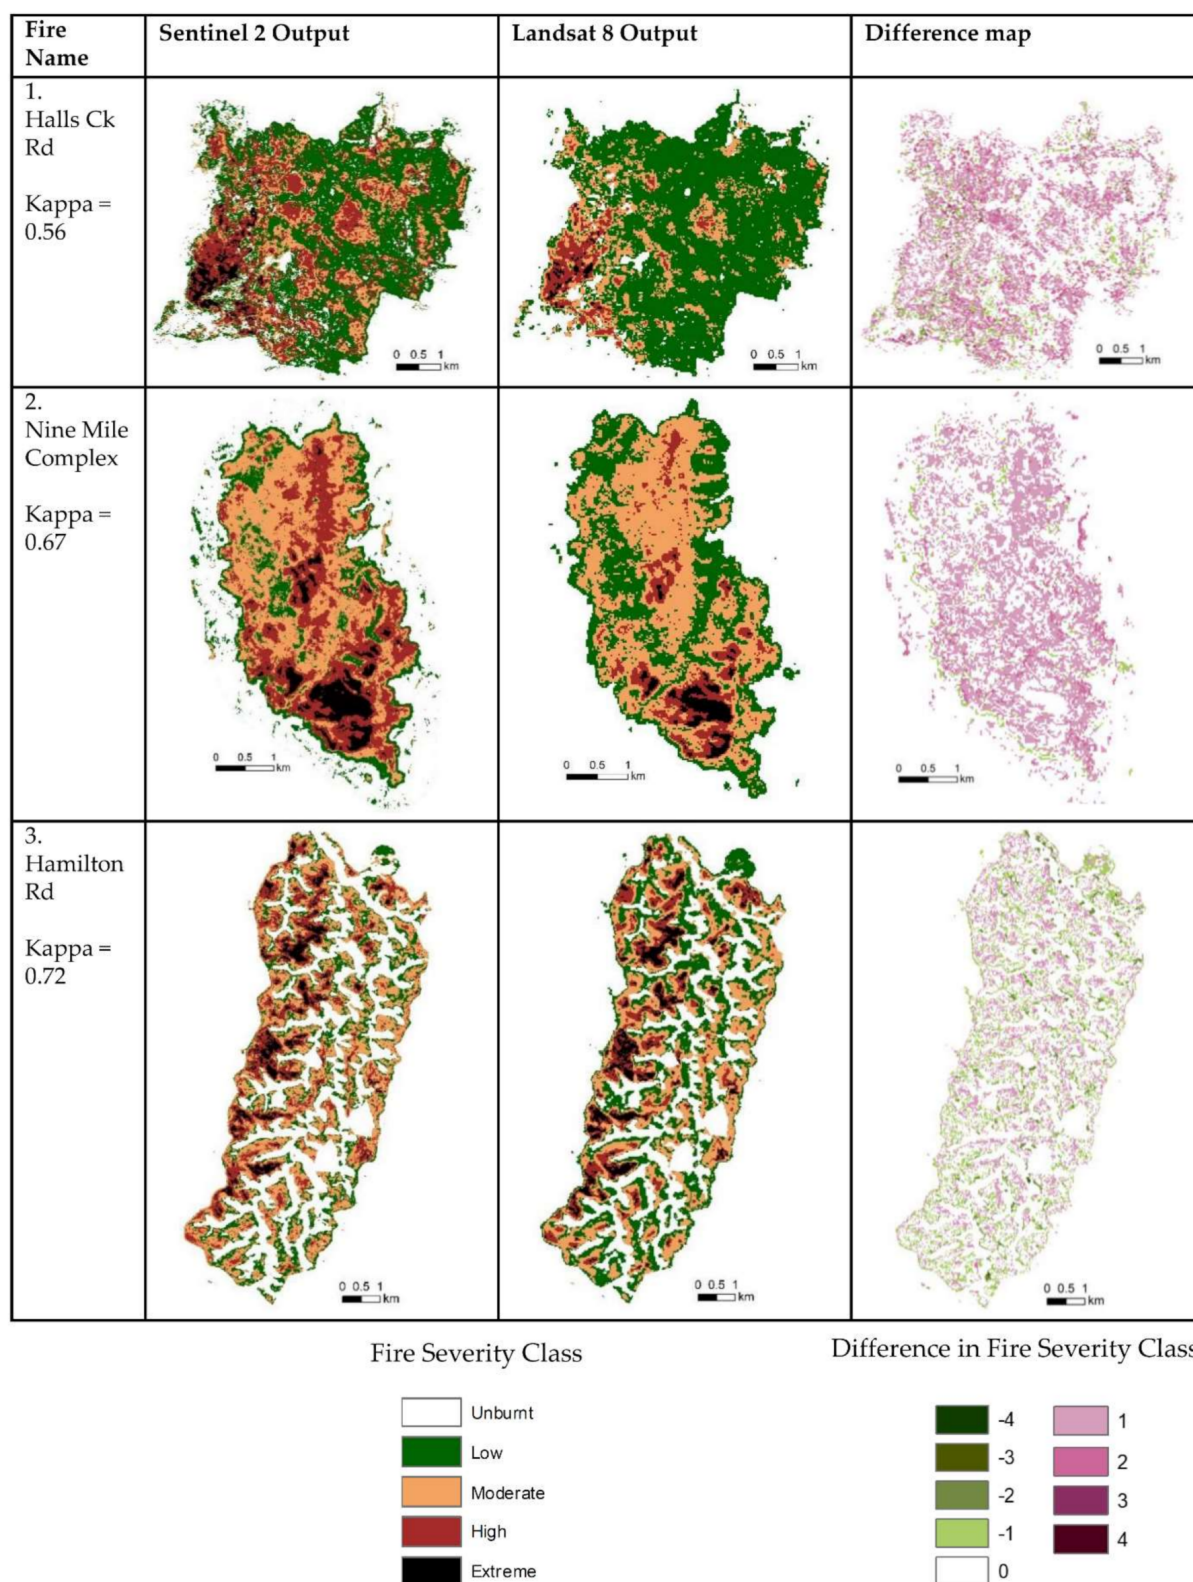 Fire
Name
Sentinel 2 Output
Landsat 8 Output
Difference map
1.
Halls Ck
Rd
Kappa =
0.56
0 0.5 1
km
0 0.5 1
km
0 0.5 1
km
2.
Nine Mile
Complex
Kappa =
0.67
0 0.5 1
km
0 0.5 1
km
0 0.5 1
km
3.
Hamilton
Rd
Kappa =
0.72
0 0.5 1
km
0 0.5 1
km
0 0.5 1
km
Fire Severity Class
Unburnt
Low
Moderate
High
Extreme
Difference in Fire Severity Class
-4
-3
-2
-1
0
1
2
3
4